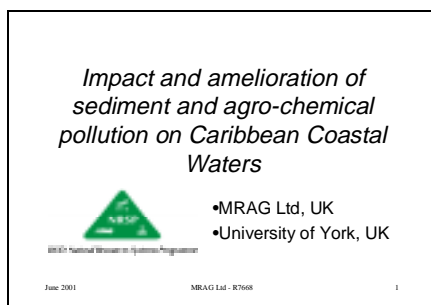 Impact and amelioration of
sediment and agro-chemical
pollution on Caribbean Coastal
Waters
•MRAG Ltd, UK
•University of York, UK
NRSP
June 2001 MRAG Ltd - R7668 1